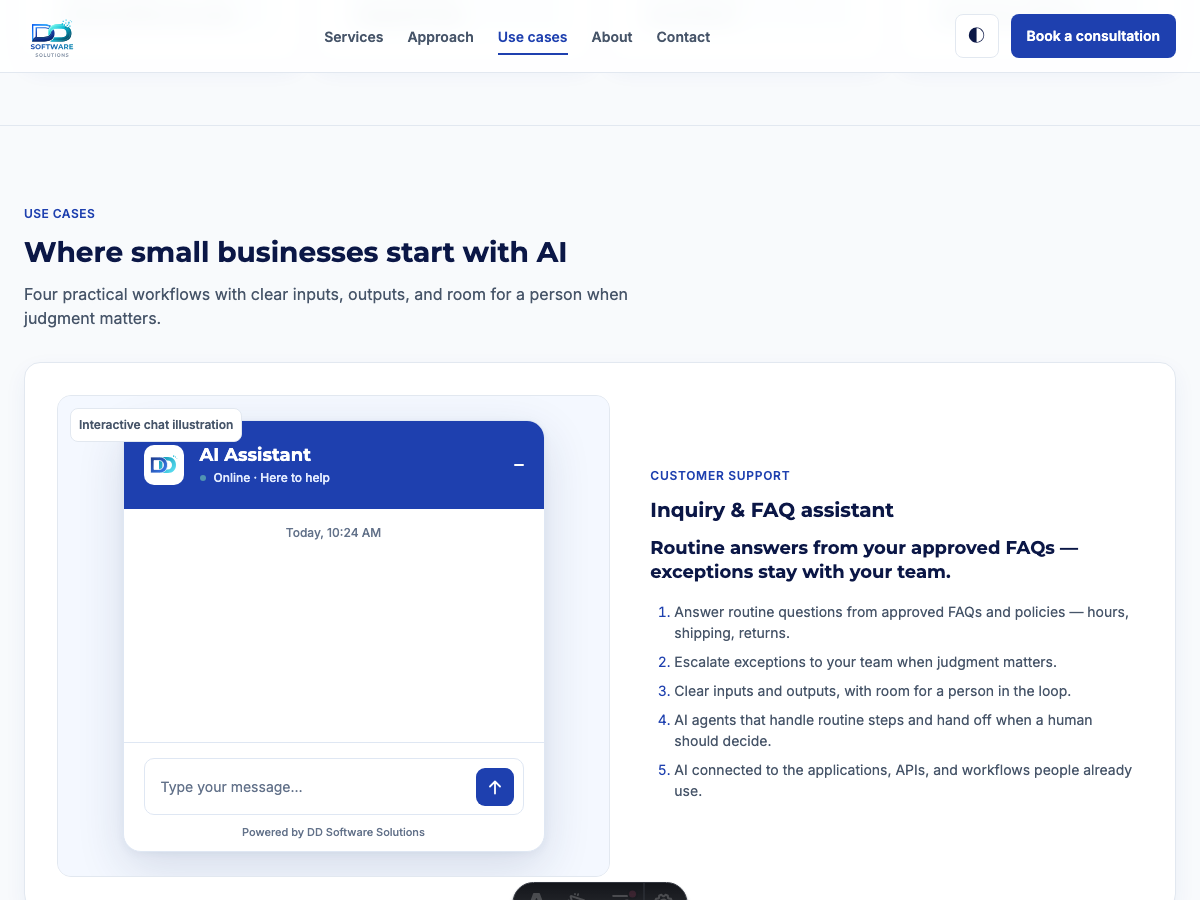 DD
SOFTWARE
SOLUTIONS
Services
Approach
Use cases
About
Contact
Book a consultation
USE CASES
Where small businesses start with AI
Four practical workflows with clear inputs, outputs, and room for a person when
judgment matters.
Interactive chat illustration
DD
AI Assistant
Online · Here to help
Today, 10:24 AM
Type your message...
Powered by DD Software Solutions
CUSTOMER SUPPORT
Inquiry & FAQ assistant
Routine answers from your approved FAQs —
exceptions stay with your team.
1. Answer routine questions from approved FAQs and policies — hours,
shipping, returns.
2. Escalate exceptions to your team when judgment matters.
3. Clear inputs and outputs, with room for a person in the loop.
4. AI agents that handle routine steps and hand off when a human
should decide.
5. AI connected to the applications, APIs, and workflows people already
use.